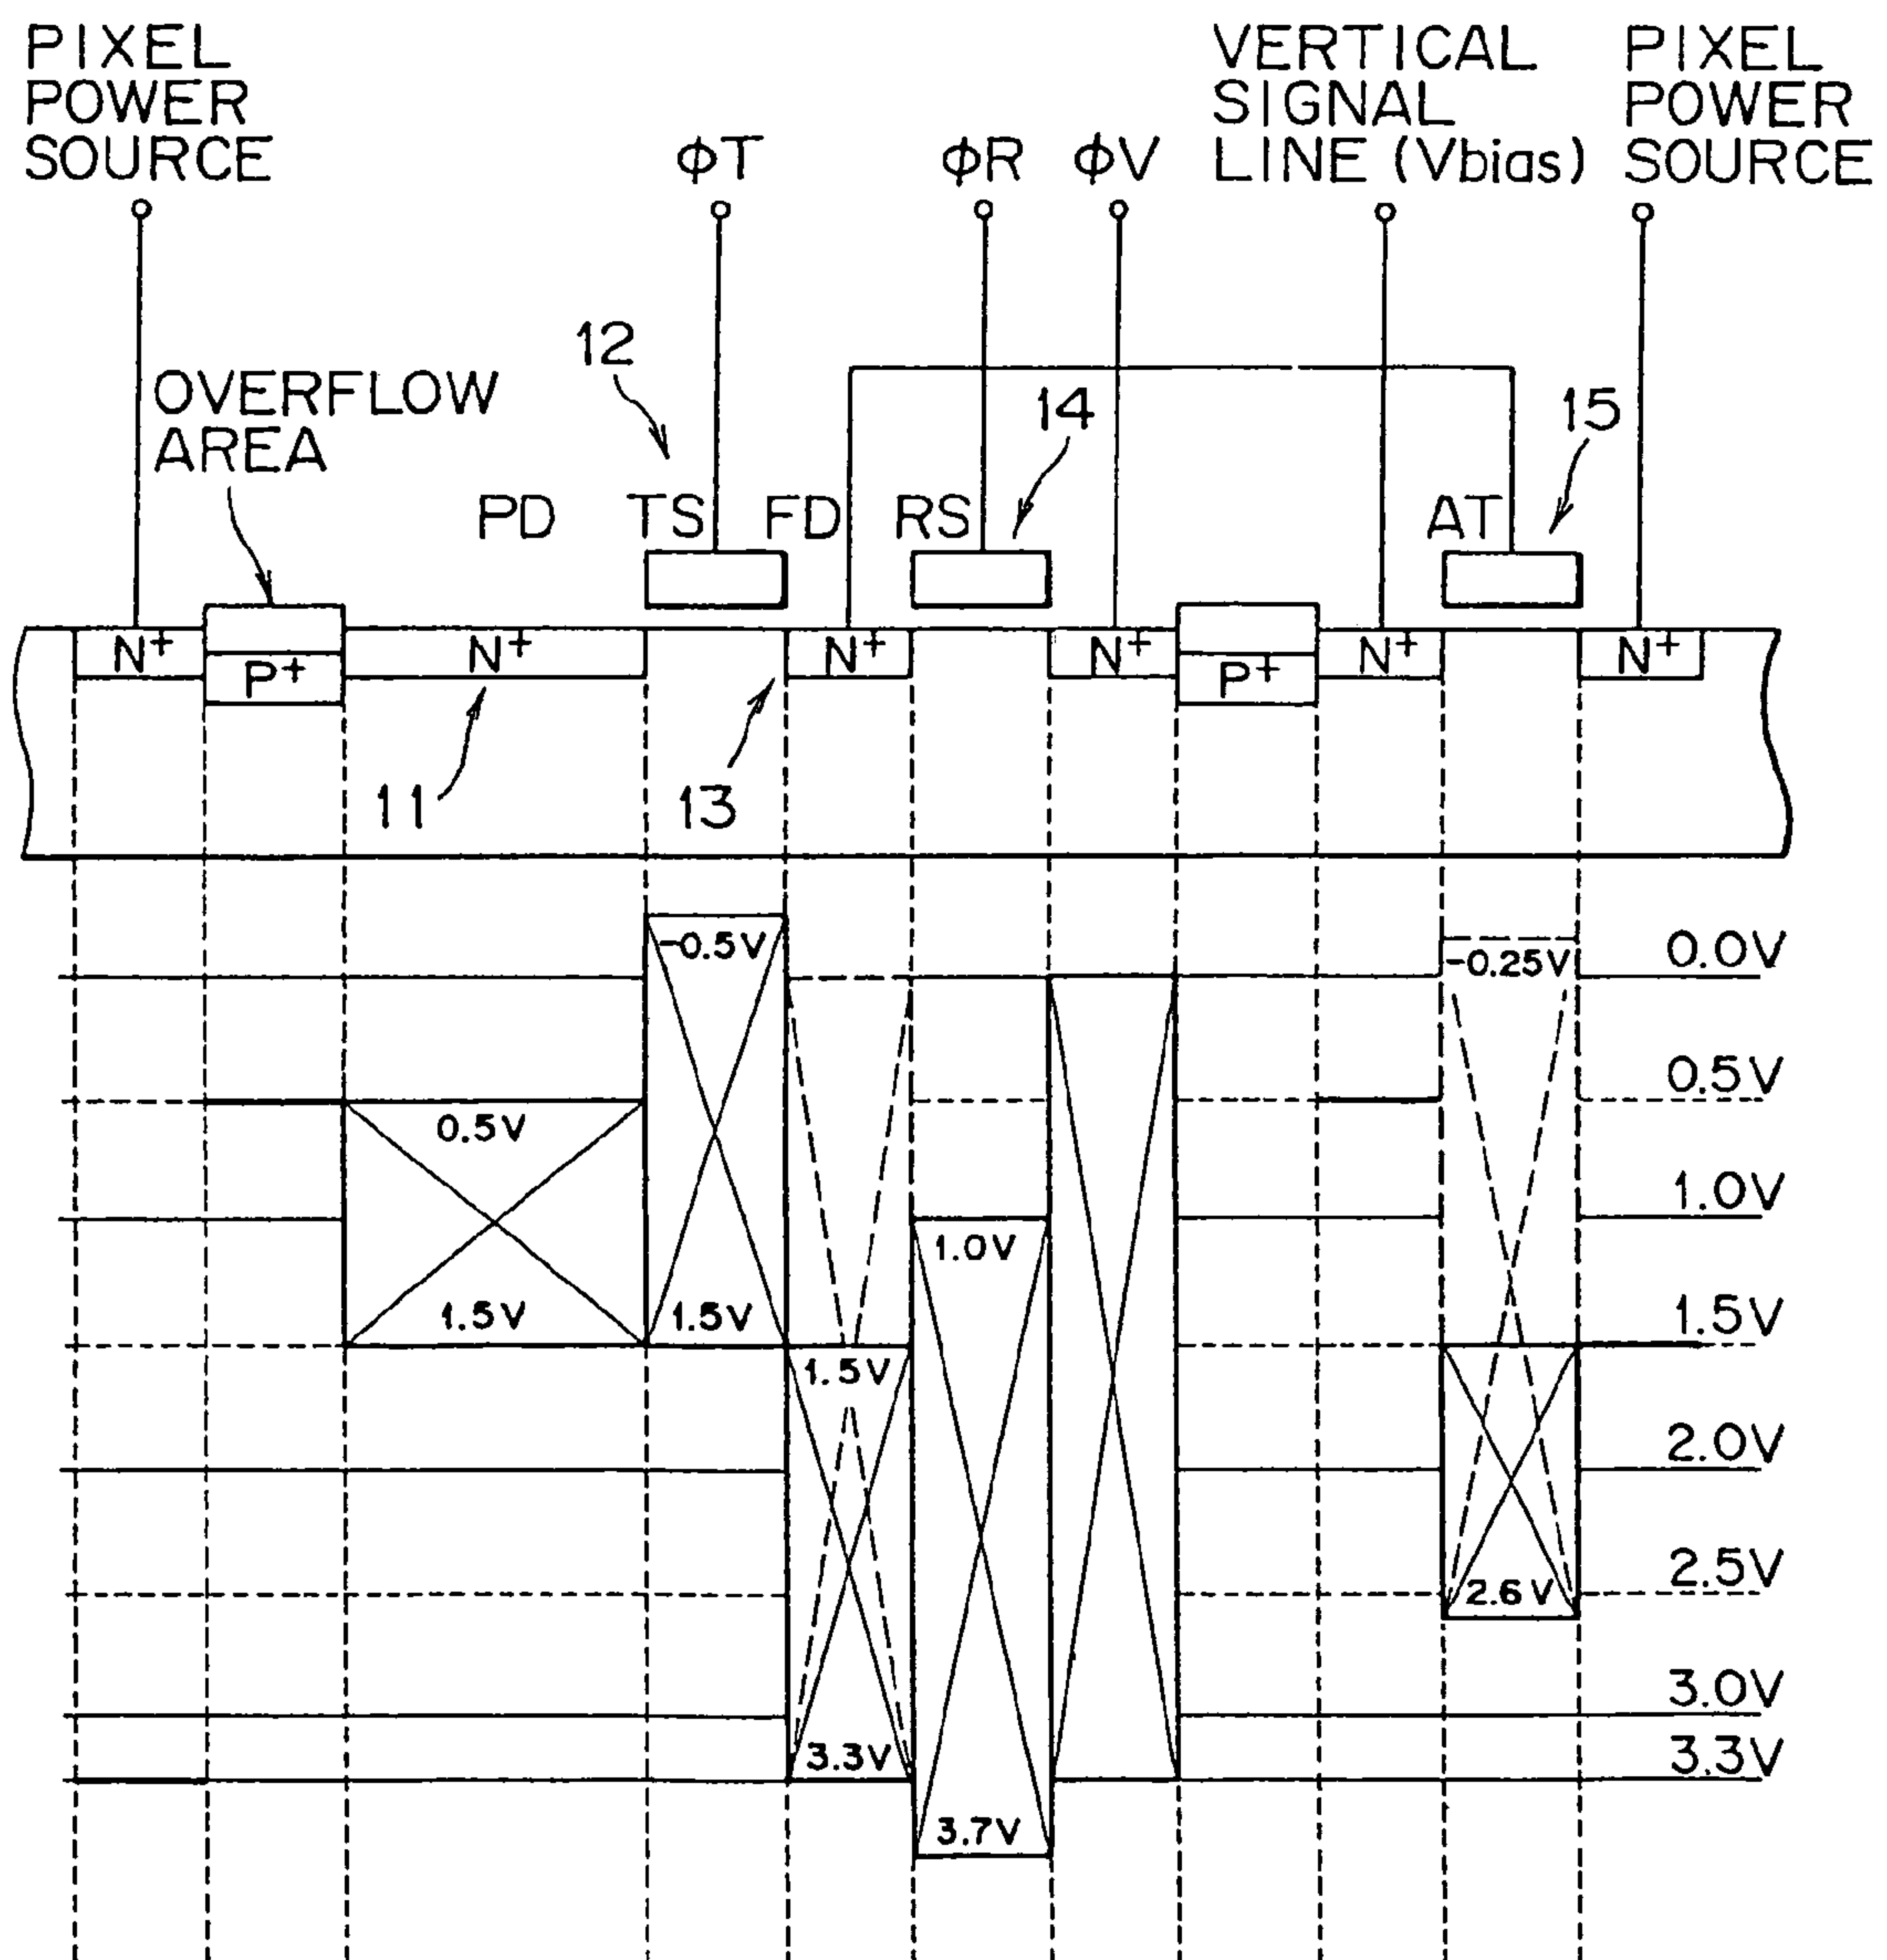 PIXEL
POWER
SOURCE
ϕT
ϕR
ϕV
VERTICAL
SIGNAL
LINE (Vbias)
PIXEL
POWER
SOURCE
12
OVERFLOW
AREA
14
15
PD
TS
FD
RS
AT
N+
P+
N+
N+
N+
P+
N+
N+
11
13
-0.5V
-0.25V
0.0V
0.5V
0.5V
1.0V
1.0V
1.5V
1.5V
1.5V
1.5V
2.0V
2.6V
2.5V
3.0V
3.3V
3.3V
3.7V